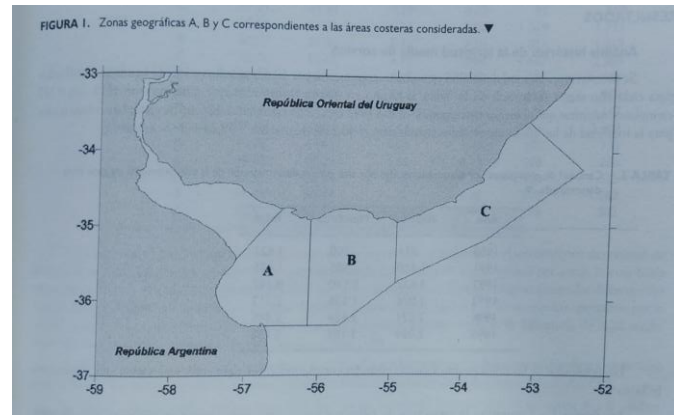 FIGURA 1. Zonas geográficas A, B y C correspondientes a las áreas costeras consideradas. ▼
-33
República Oriental del Uruguay
-34
C
-35
B
A
-36
República Argentina
-37
-59 -58 -57 -56 -55 -54 -53 -52